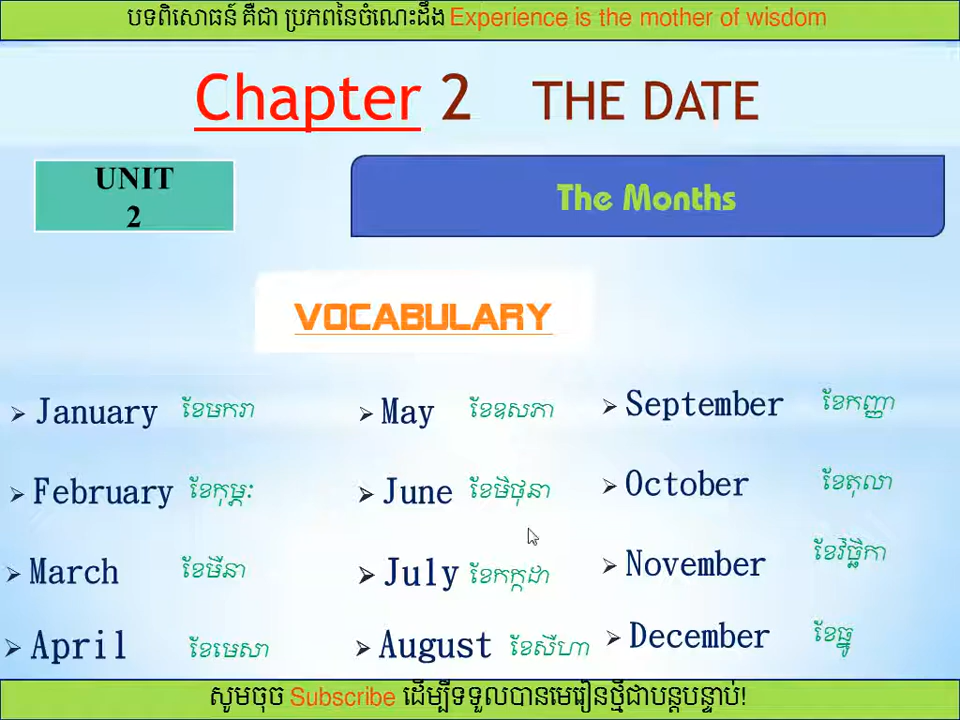 បទពិសោធន៍ គឺជា ប្រភពនៃចំណេះដឹង Experience is the mother of wisdom
Chapter 2 THE DATE
UNIT
2
The Months
VOCABULARY
January ខែមករា
February ខែកុម្ភៈ
March ខែមីនា
April ខែមេសា
May ខែឧសភា
June ខែមិថុនា
July ខែកក្កដា
August ខែសីហា
September ខែកញ្ញា
October ខែតុលា
November ខែវិច្ឆិកា
December ខែធ្នូ
សូមចុច Subscribe ដើម្បីទទួលបានមេរៀនថ្មីជាបន្តបន្ទាប់!